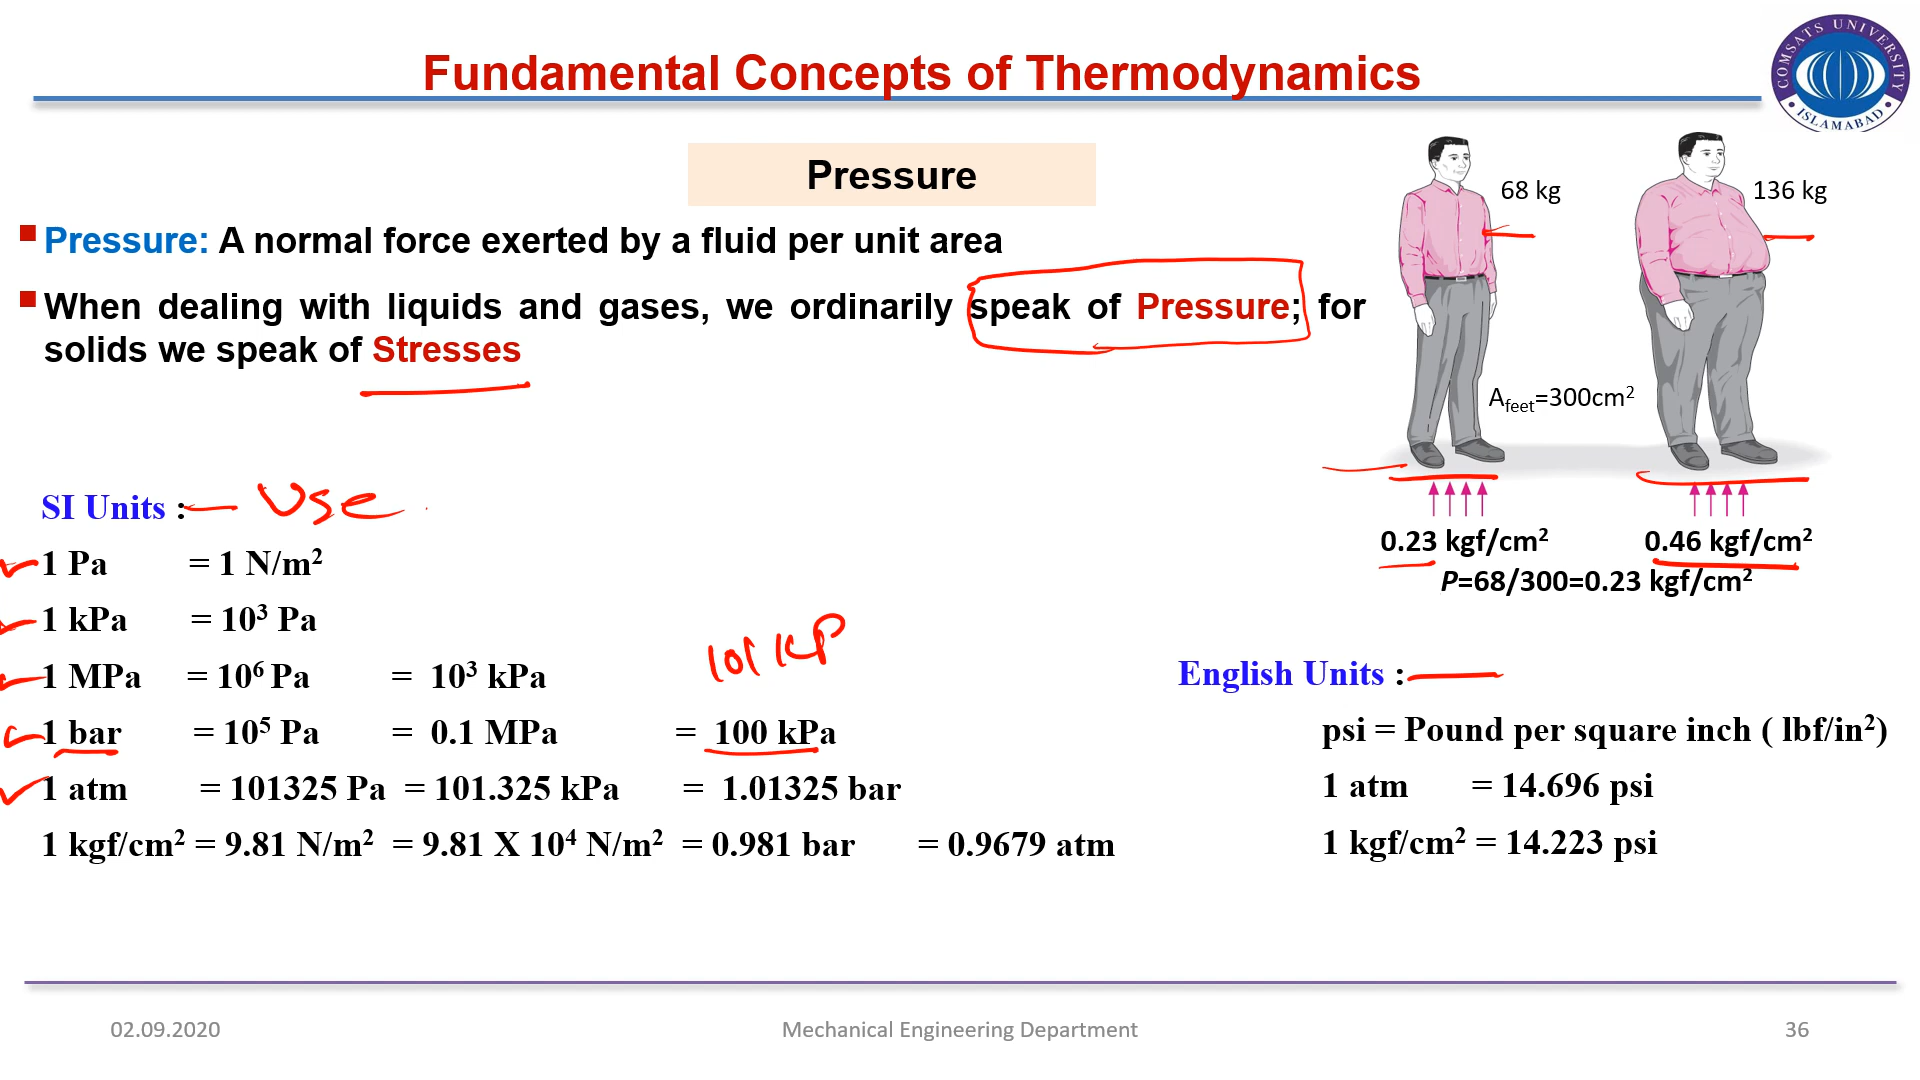 Fundamental Concepts of Thermodynamics
COMSATS UNIVERSITY
• ISLAMABAD •
Pressure
Pressure: A normal force exerted by a fluid per unit area
When dealing with liquids and gases, we ordinarily speak of Pressure; for
solids we speak of Stresses
68 kg
136 kg
A_feet=300cm²
0.23 kgf/cm²
0.46 kgf/cm²
P=68/300=0.23 kgf/cm²
SI Units : Use
1 Pa = 1 N/m²
1 kPa = 10³ Pa
1 MPa = 10⁶ Pa = 10³ kPa
101 KP
1 bar = 10⁵ Pa = 0.1 MPa = 100 kPa
1 atm = 101325 Pa = 101.325 kPa = 1.01325 bar
1 kgf/cm² = 9.81 N/m² = 9.81 X 10⁴ N/m² = 0.981 bar = 0.9679 atm
English Units :
psi = Pound per square inch ( lbf/in²)
1 atm = 14.696 psi
1 kgf/cm² = 14.223 psi
02.09.2020
Mechanical Engineering Department
36